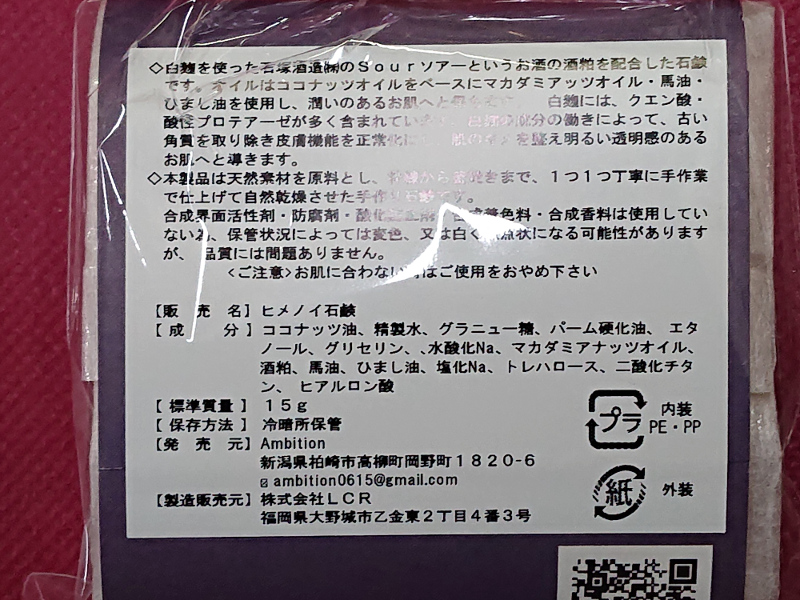 ◇白麹を使った石塚酒造㈱のＳｏｕｒソアーというお酒の酒粕を配合した石鹸
です。オイルはココナッツオイルをベースにマカダミアッツオイル・馬油・
ひまし油を使用し、潤いのあるお肌へと 白麹には、クエン酸・
酸性プロテアーゼが多く含まれています。 成分の働きによって、古い
角質を取り除き皮膚機能を正常化し、肌のキメを整え明るい透明感のある
お肌へと導きます。
◇本製品は天然素材を原料とし、 まで、１つ１つ丁寧に手作業
で仕上げて自然乾燥させた手作り石鹸です。
合成界面活性剤・防腐剤・酸化防止剤・合成着色料・合成香料は使用してい
ない為、保管状況によっては変色、又は白く斑点状になる可能性があります
が、品質には問題ありません。
<ご注意>お肌に合わない時はご使用をおやめ下さい
【販 売 名】ヒメノイ石鹸
【成 分】ココナッツ油、精製水、グラニュー糖、パーム硬化油、 エタ
ノール、グリセリン、、水酸化Na、マカダミアナッツオイル、
酒粕、馬油、ひまし油、塩化Na、トレハロース、二酸化チタ
ン、 ヒアルロン酸
【標準質量】１５ｇ
【保存方法】冷暗所保管
【発 売 元】Ambition
新潟県柏崎市高柳町岡野町１８２０-６
ambition0615@gmail.com
【製造販売元】株式会社ＬＣＲ
福岡県大野城市乙金東２丁目４番３号
プラ 内装
PE・PP
紙 外装